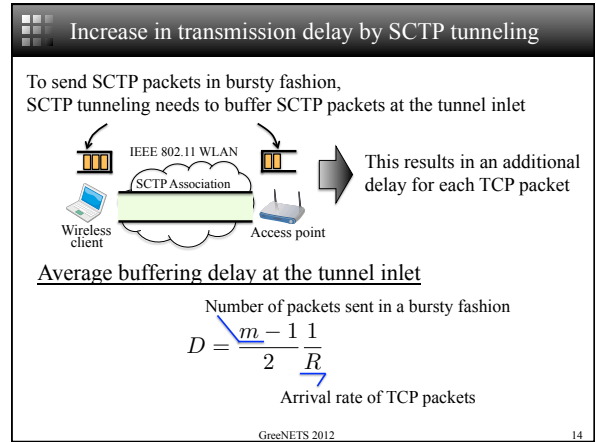 Increase in transmission delay by SCTP tunneling
To send SCTP packets in bursty fashion,
SCTP tunneling needs to buffer SCTP packets at the tunnel inlet
IEEE 802.11 WLAN
SCTP Association
Wireless
client
Access point
This results in an additional
delay for each TCP packet
Average buffering delay at the tunnel inlet
Number of packets sent in a bursty fashion
D = \frac{m - 1}{2} \frac{1}{R}
Arrival rate of TCP packets
GreeNETS 2012
14